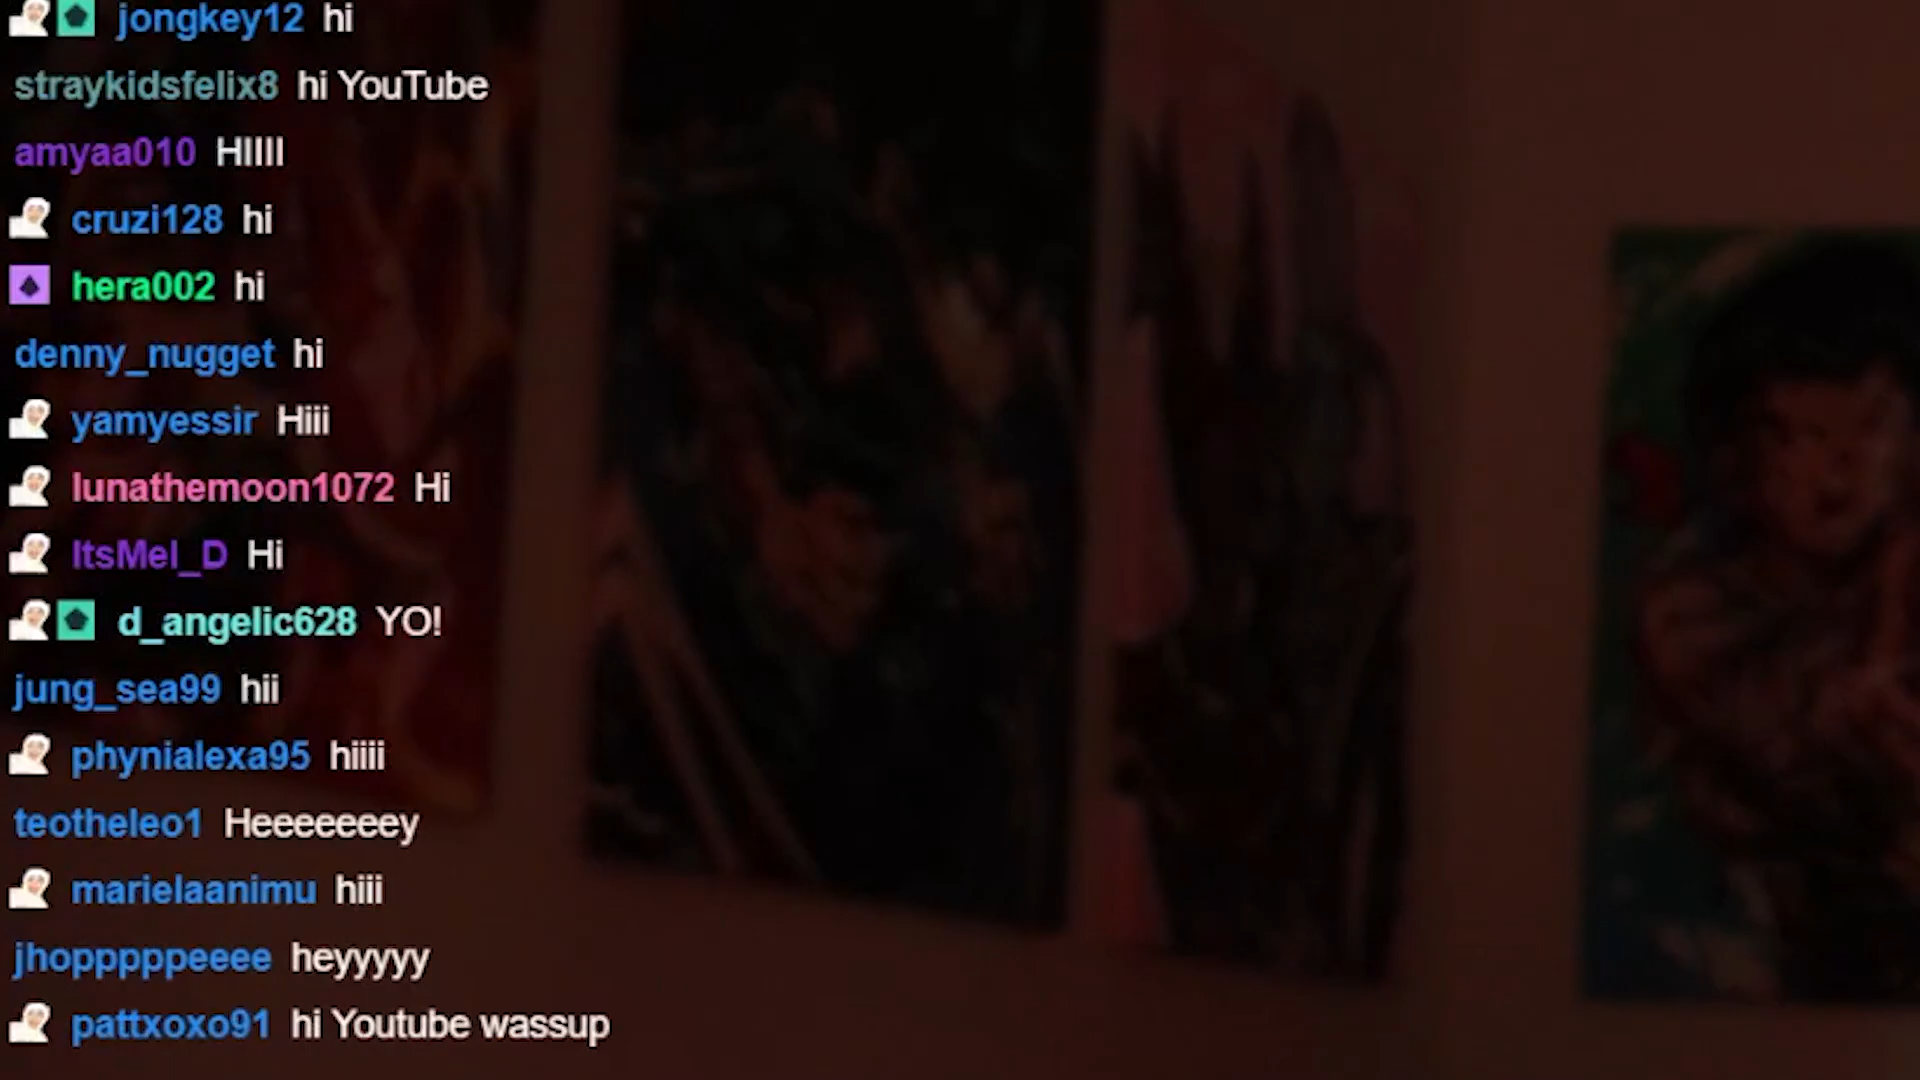 jongkey12 hi
straykidsfelix8 hi YouTube
amyaa010 HIIII
cruzi128 hi
hera002 hi
denny_nugget hi
yamyessir Hiii
lunathemoon1072 Hi
ItsMel_D Hi
d_angelic628 YO!
jung_sea99 hii
phynialexa95 hiiii
teotheleo1 Heeeeeeey
marielaanimu hiii
jhopppppeeee heyyyyy
pattxoxo91 hi Youtube wassup